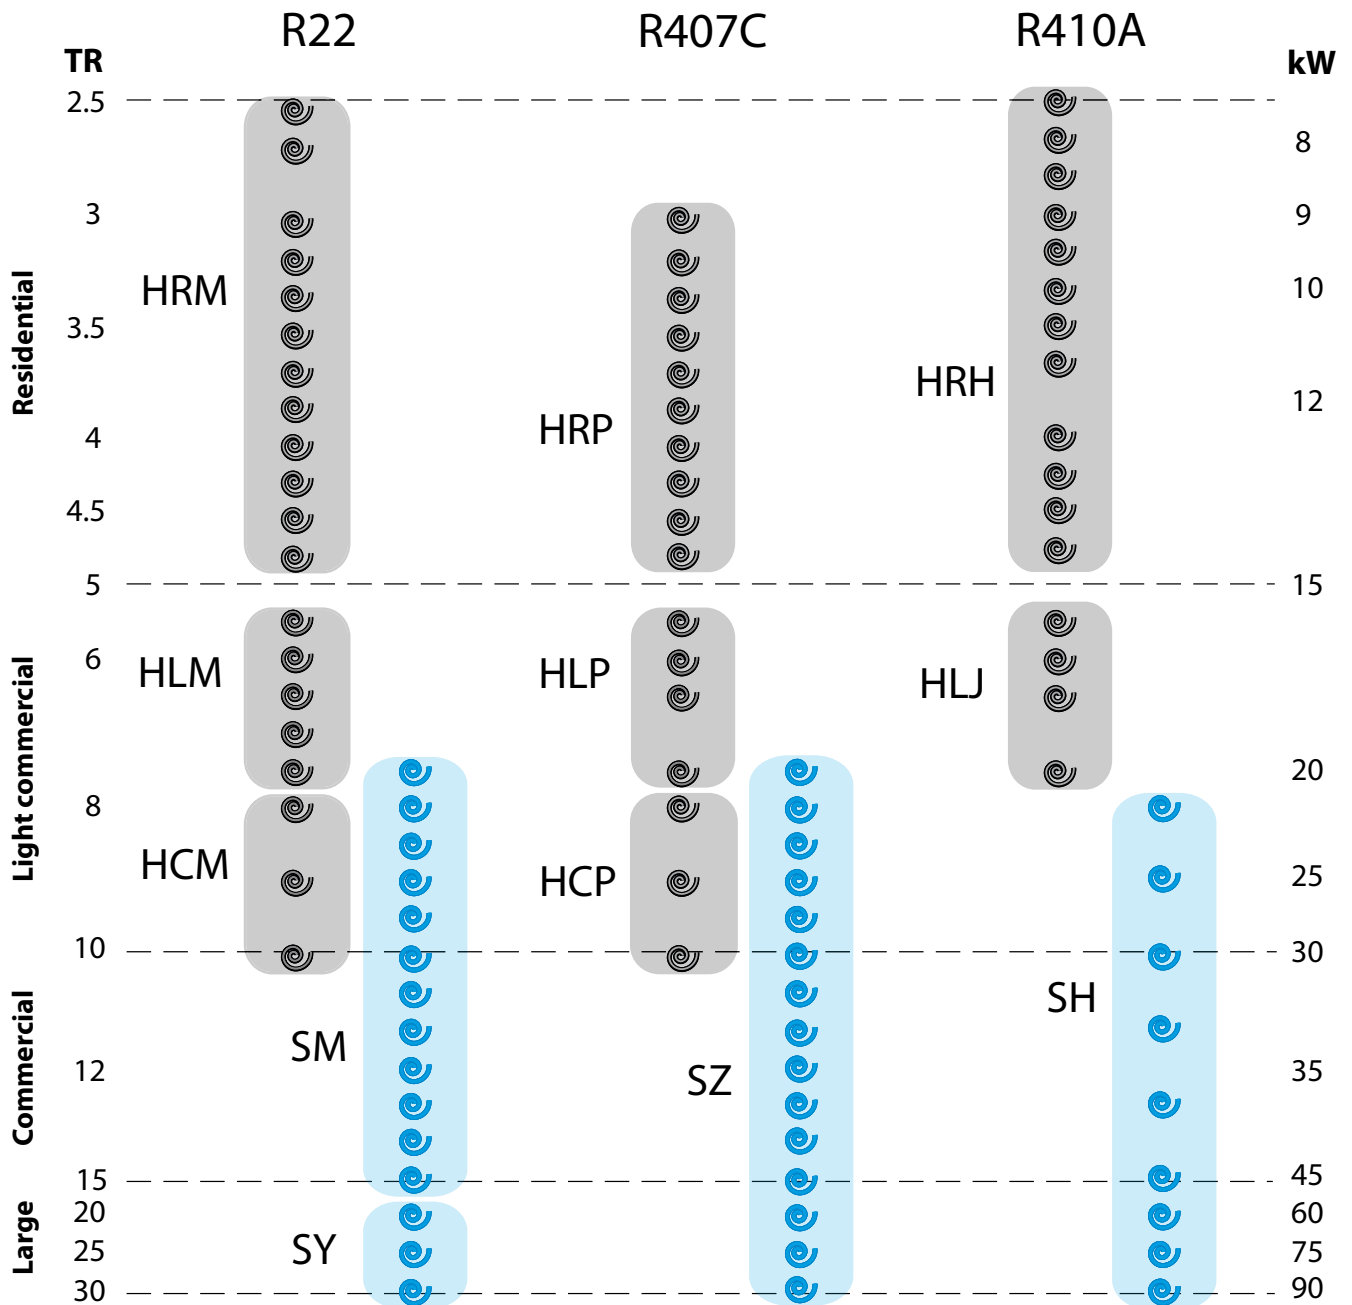 R22 R407C R410A
TR kW
2.5
8
3 9
HRM 10
Residential
3.5
HRH
12
HRP
4
4.5
5 15
6
HLM HLP HLJ
Light commercial
20
8
HCM HCP 25
10 30
SH
SM
Commercial
12 35
SZ
15 45
20 60
Large
SY
25 75
30 90